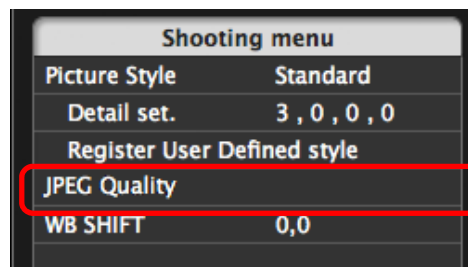 Shooting menu
Picture Style Standard
Detail set. 3 , 0 , 0 , 0
Register User Defined style
JPEG Quality
WB SHIFT 0,0